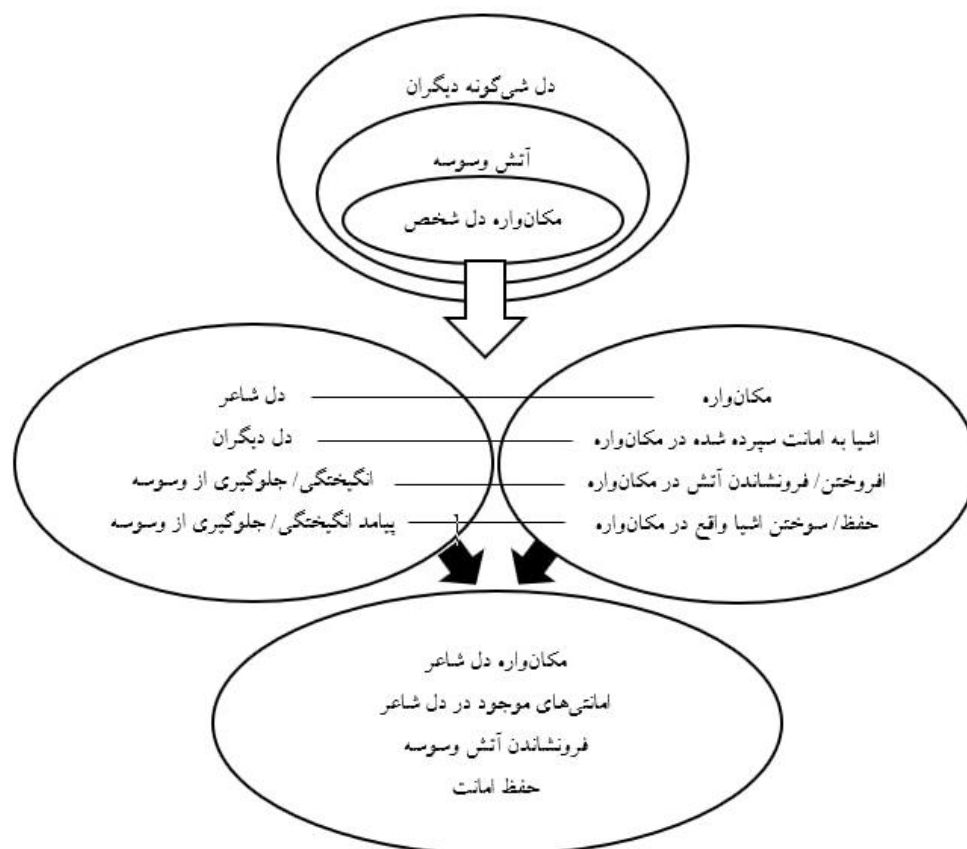 دل شی‌گونه دیگران
آتش وسوسه
مکان‌واره دل شخص
مکان‌واره
دل شاعر
اشیا به امانت سپرده شده در مکان‌واره
دل دیگران
افروختن/ فرونشاندن آتش در مکان‌واره
انگیختگی/ جلوگیری از وسوسه
حفظ/ سوختن اشیا واقع در مکان‌واره
پیامد انگیختگی/ جلوگیری از وسوسه
مکان‌واره دل شاعر
امانتی‌های موجود در دل شاعر
فرونشاندن آتش وسوسه
حفظ امانت